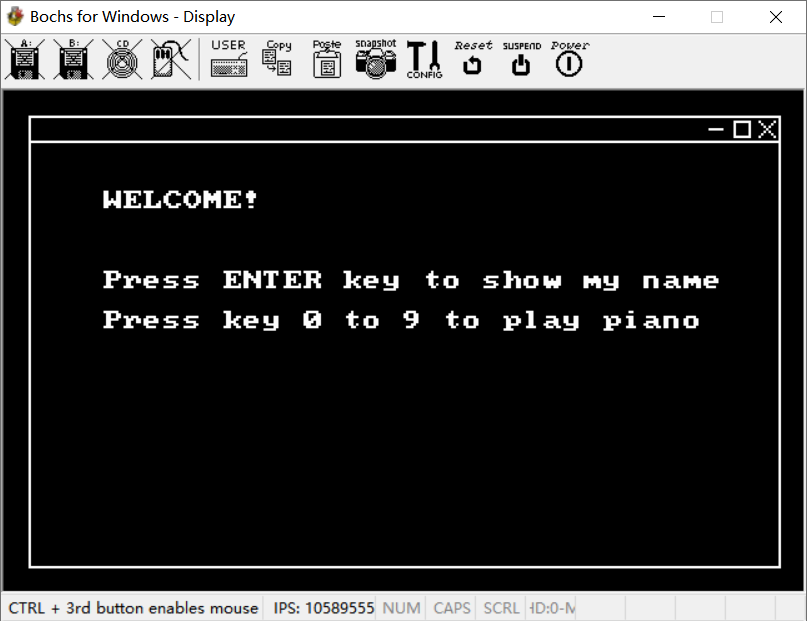 Bochs for Windows - Display
A: B: CD USER Copy Paste snapshot CONFIG Reset SUSPEND Power
WELCOME!
Press ENTER key to show my name
Press key 0 to 9 to play piano
CTRL + 3rd button enables mouse IPS: 10589555 NUM CAPS SCRL HD:0-M